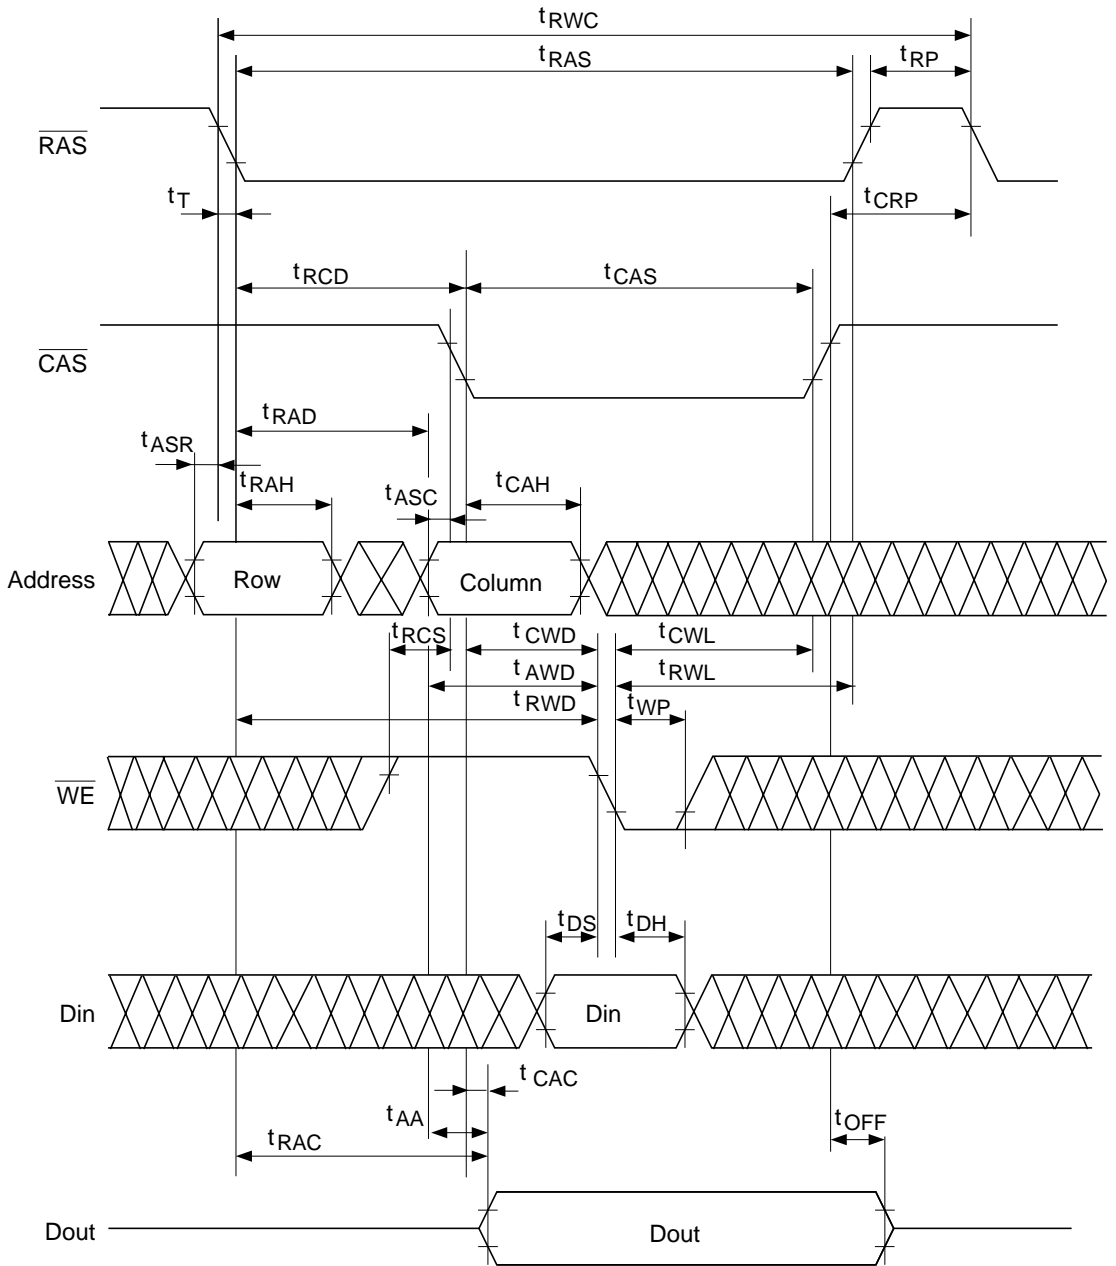 tRWC
tRAS
tRP
RAS
tT
tCRP
tRCD
tCAS
CAS
tRAD
tASR
tRAH
tASC
tCAH
Address
Row
Column
tRCS
tCWD
tCWL
tAWD
tRWL
tRWD
tWP
WE
tDS
tDH
Din
Din
tCAC
tAA
tOFF
tRAC
Dout
Dout